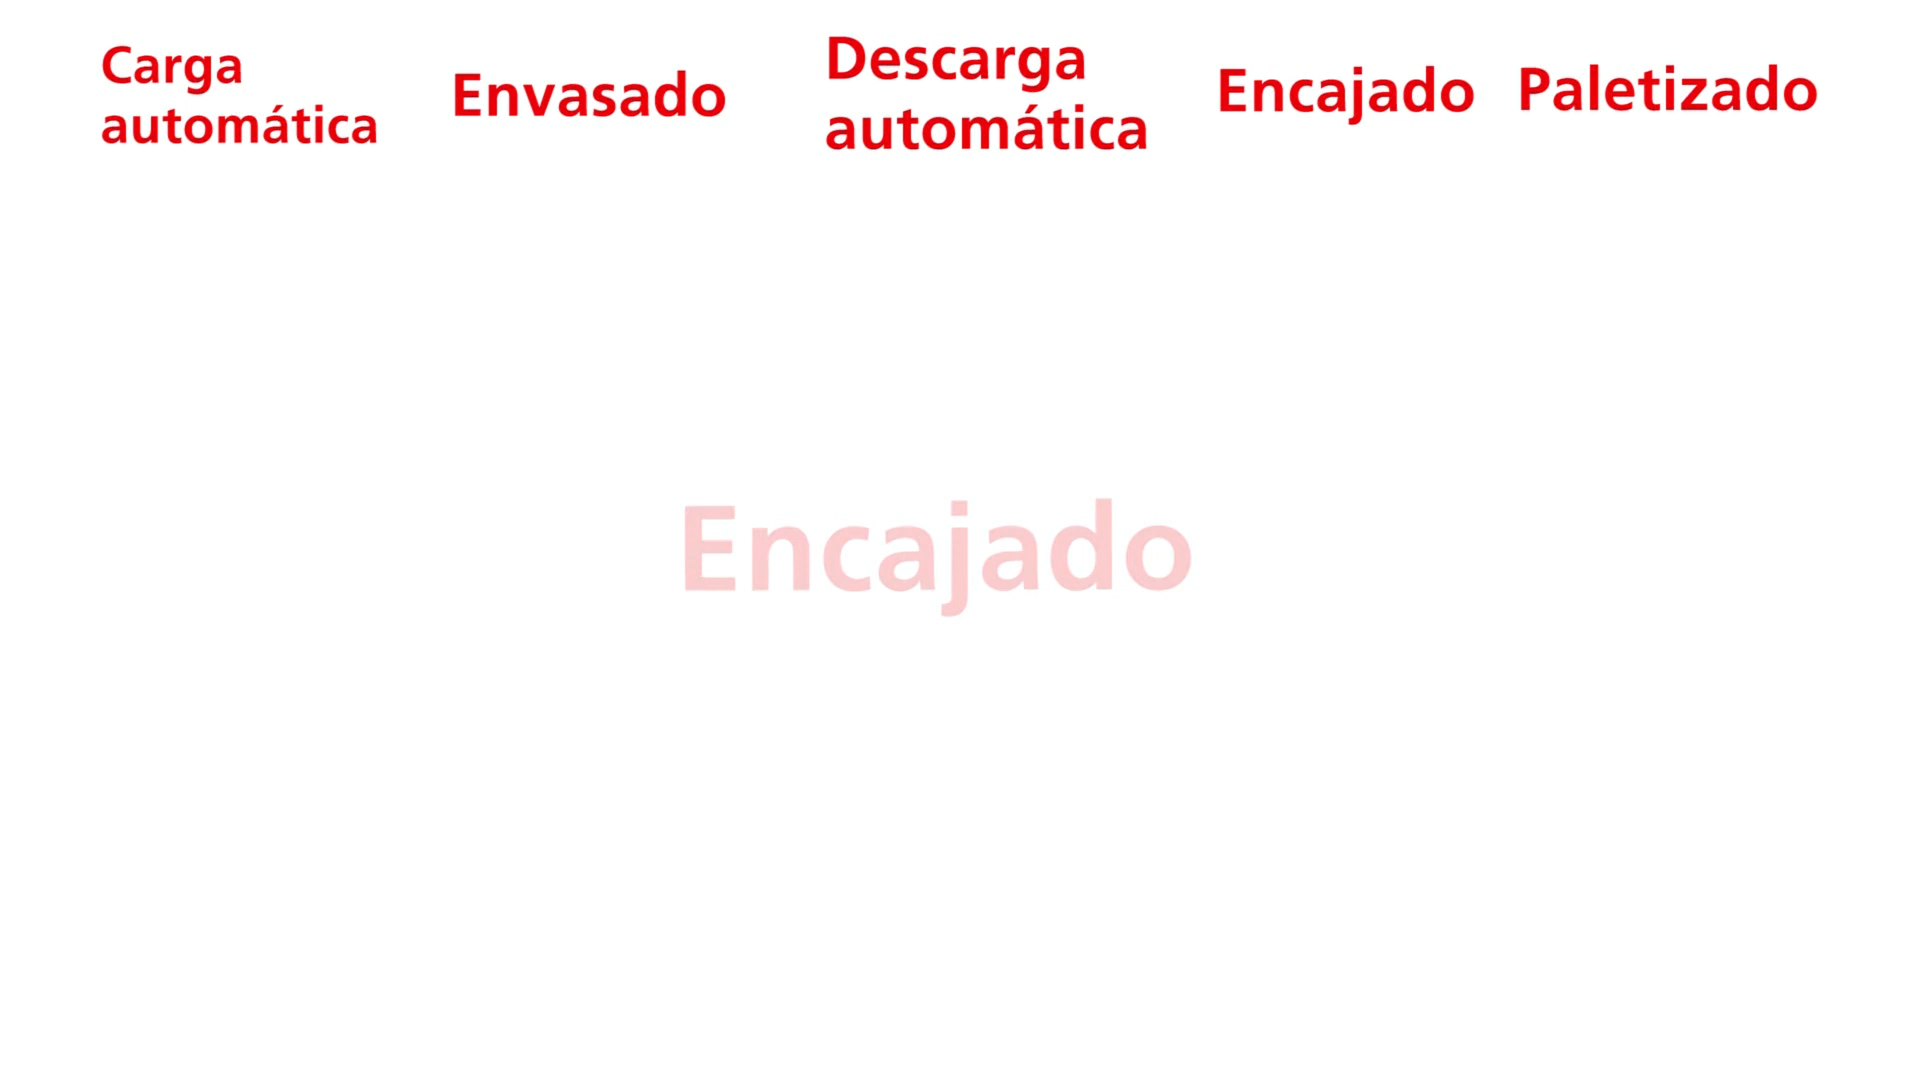 Carga
automática
Envasado
Descarga
automática
Encajado
Paletizado
Encajado